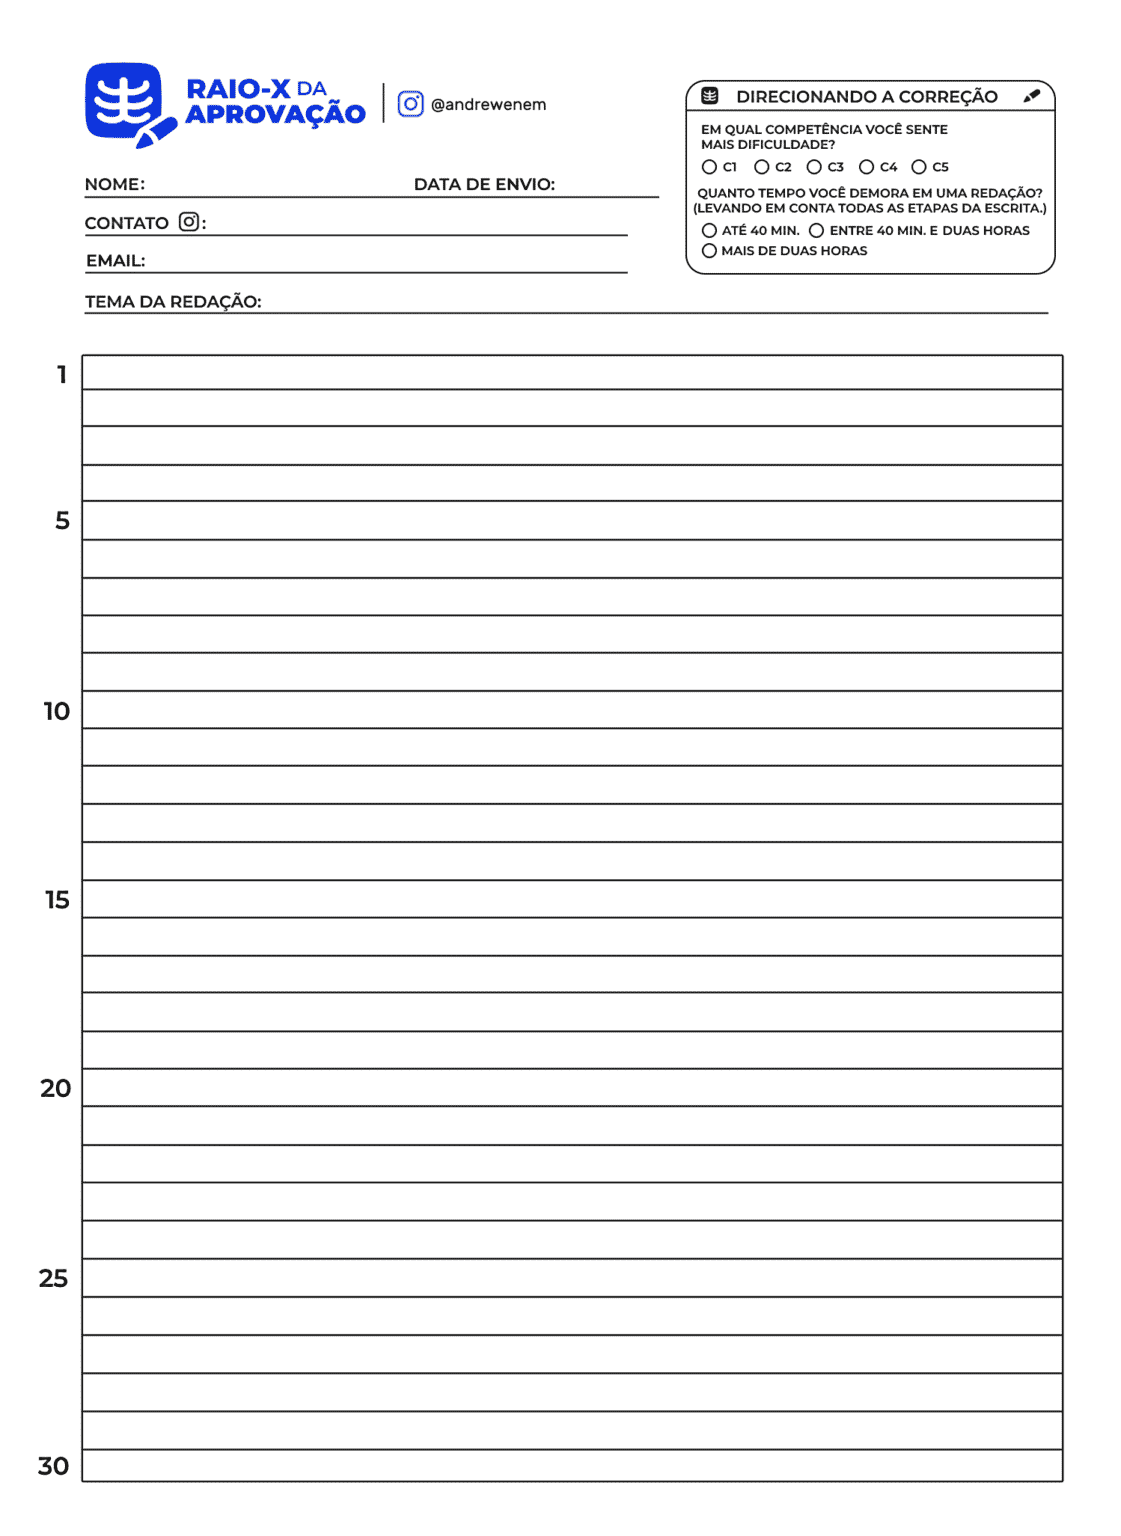 RAIO-X DA
APROVAÇÃO
@andrewenem
DIRECIONANDO A CORREÇÃO
EM QUAL COMPETÊNCIA VOCÊ SENTE
MAIS DIFICULDADE?
C1 C2 C3 C4 C5
QUANTO TEMPO VOCÊ DEMORA EM UMA REDAÇÃO?
(LEVANDO EM CONTA TODAS AS ETAPAS DA ESCRITA.)
ATÉ 40 MIN. ENTRE 40 MIN. E DUAS HORAS
MAIS DE DUAS HORAS
NOME: DATA DE ENVIO:
CONTATO :
EMAIL:
TEMA DA REDAÇÃO:
1
5
10
15
20
25
30